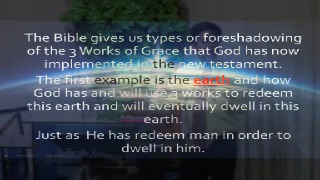 The Bible gives us types or foreshadowing
of the 3 Works of Grace that God has now
implemented in the new testament.
The first example is the earth and how
God has and will use 3 works to redeem
this earth and will eventually dwell in this
earth.
Just as He has redeem man in order to
dwell in him.